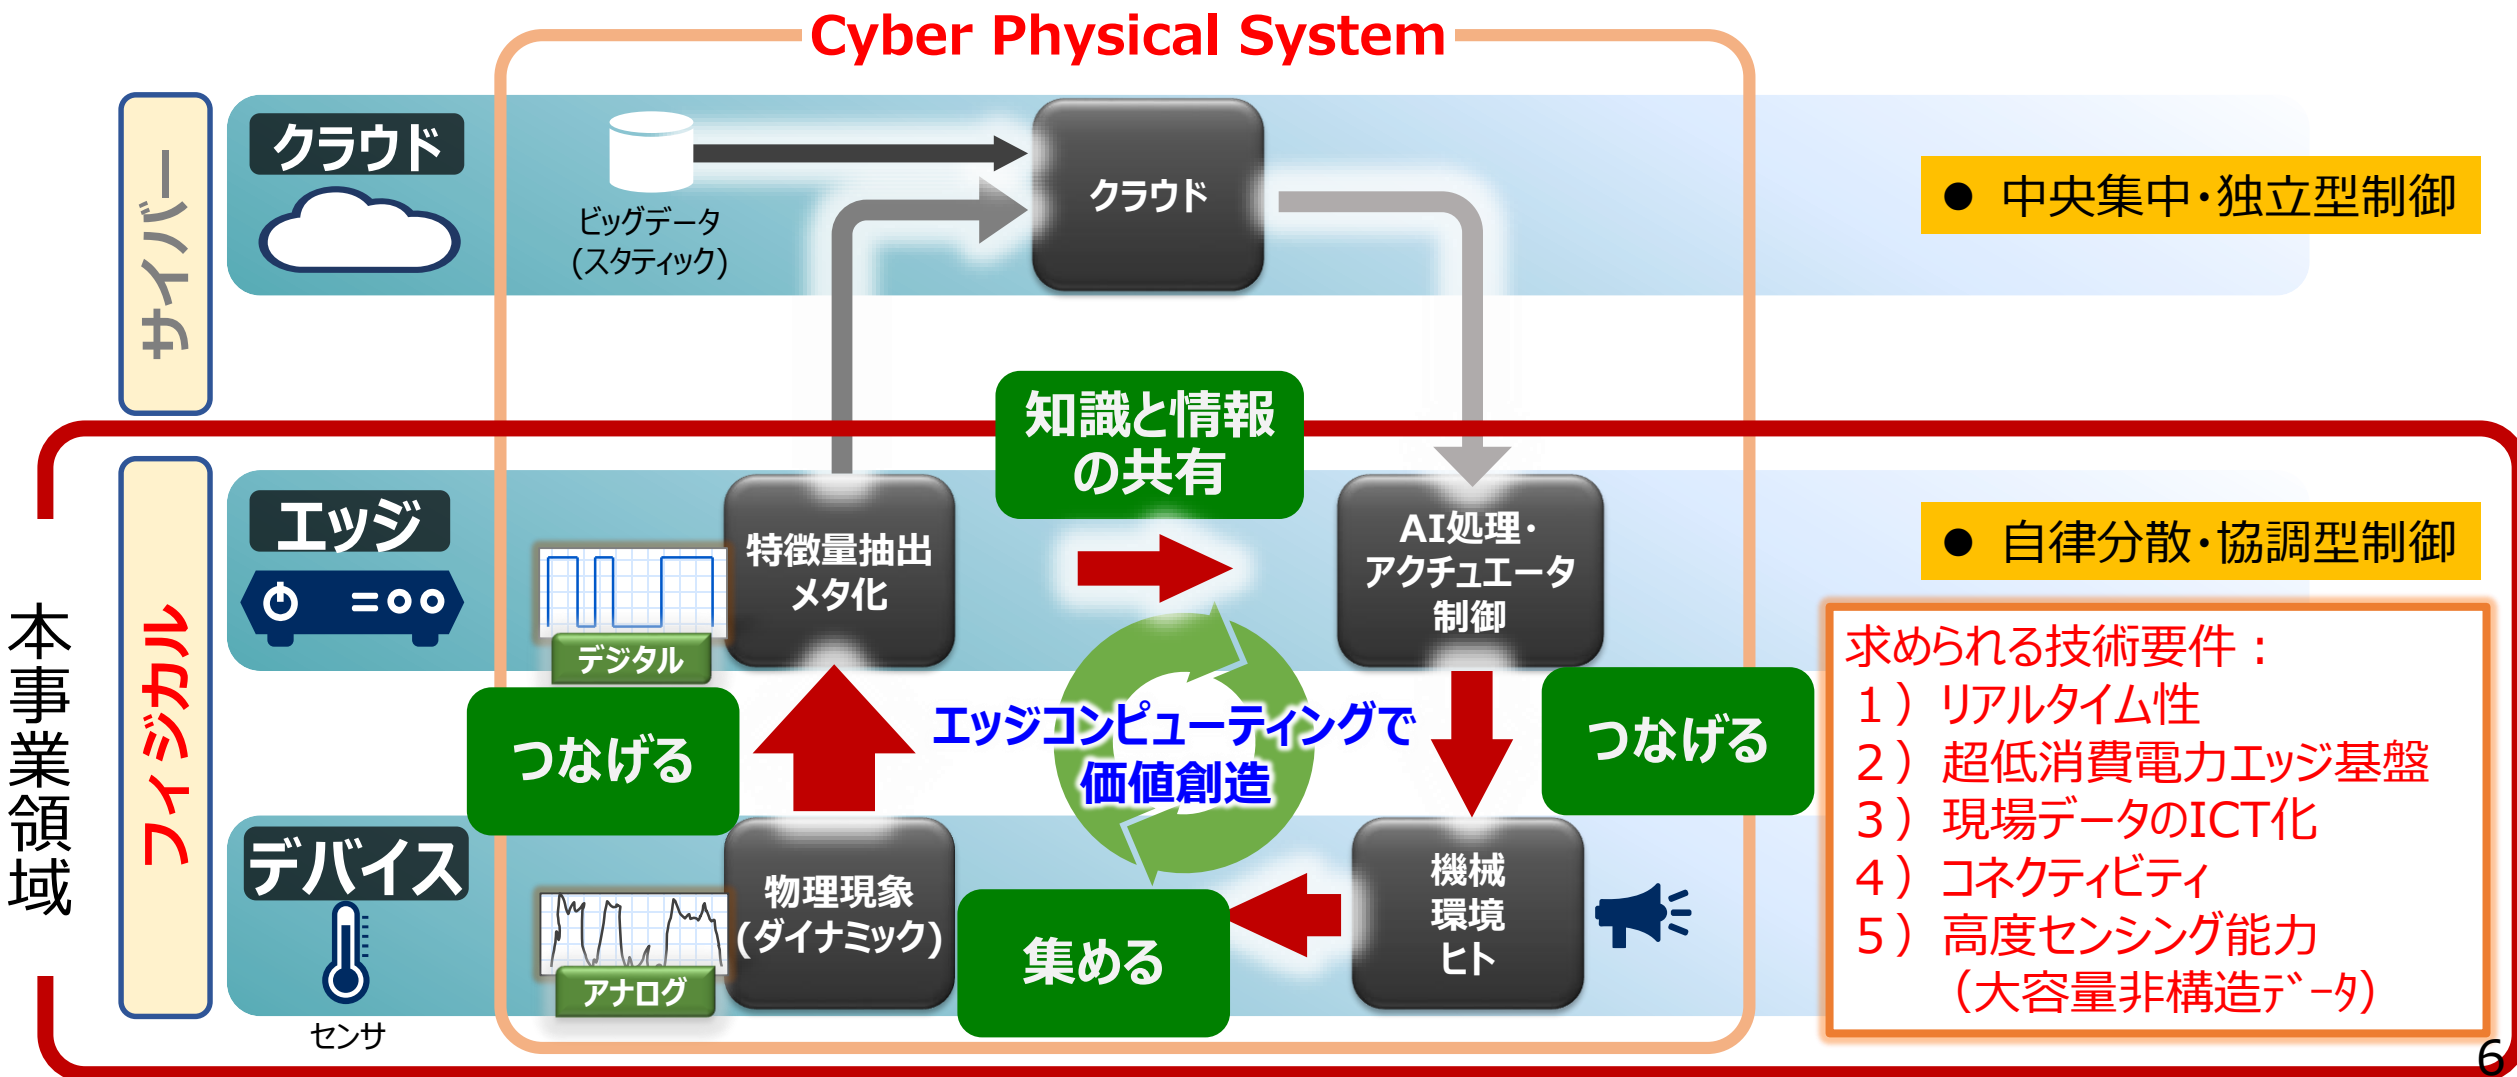 Cyber Physical System
サイバー
クラウド
ビッグデータ
(スタティック)
クラウド
● 中央集中・独立型制御
本事業領域
フィジカル
エッジ
デジタル
特徴量抽出
メタ化
知識と情報
の共有
AI処理・
アクチュエータ
制御
● 自律分散・協調型制御
つなげる
エッジコンピューティングで
価値創造
つなげる
デバイス
センサ
アナログ
物理現象
(ダイナミック)
集める
機械
環境
ヒト
求められる技術要件：
１）リアルタイム性
２）超低消費電力エッジ基盤
３）現場データのICT化
４）コネクティビティ
５）高度センシング能力
（大容量非構造ﾃﾞｰﾀ）
6